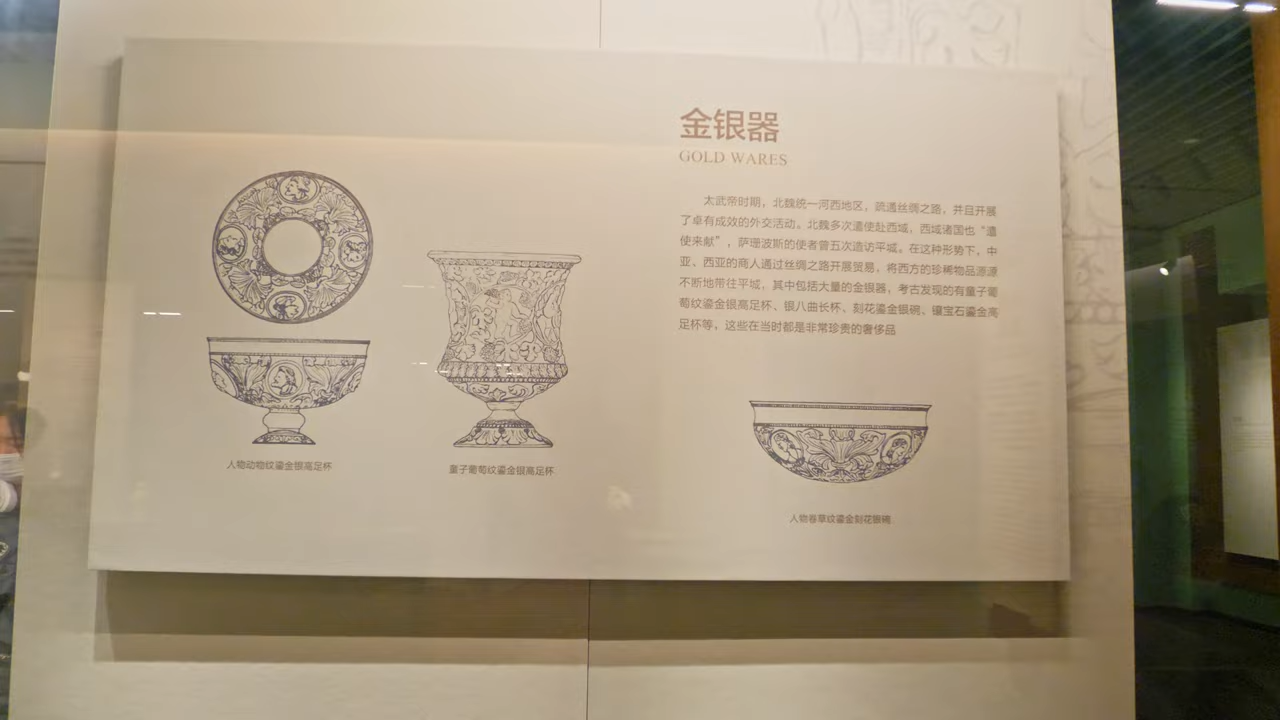 金银器
GOLD WARES
太武帝时期，北魏统一河西地区，疏通丝绸之路，并且开展
了卓有成效的外交活动。北魏多次遣使赴西域，西域诸国也“遣
使来献”，萨珊波斯的使者曾五次造访平城。在这种形势下，中
亚、西亚的商人通过丝绸之路开展贸易，将西方的珍稀物品源源
不断地带往平城，其中包括大量的金银器，考古发现的有童子葡
萄纹鎏金银高足杯、银八曲长杯、刻花鎏金银碗、镶宝石鎏金高
足杯等，这些在当时都是非常珍贵的奢侈品
人物动物纹鎏金银高足杯
童子葡萄纹鎏金银高足杯
人物卷草纹鎏金刻花银碗